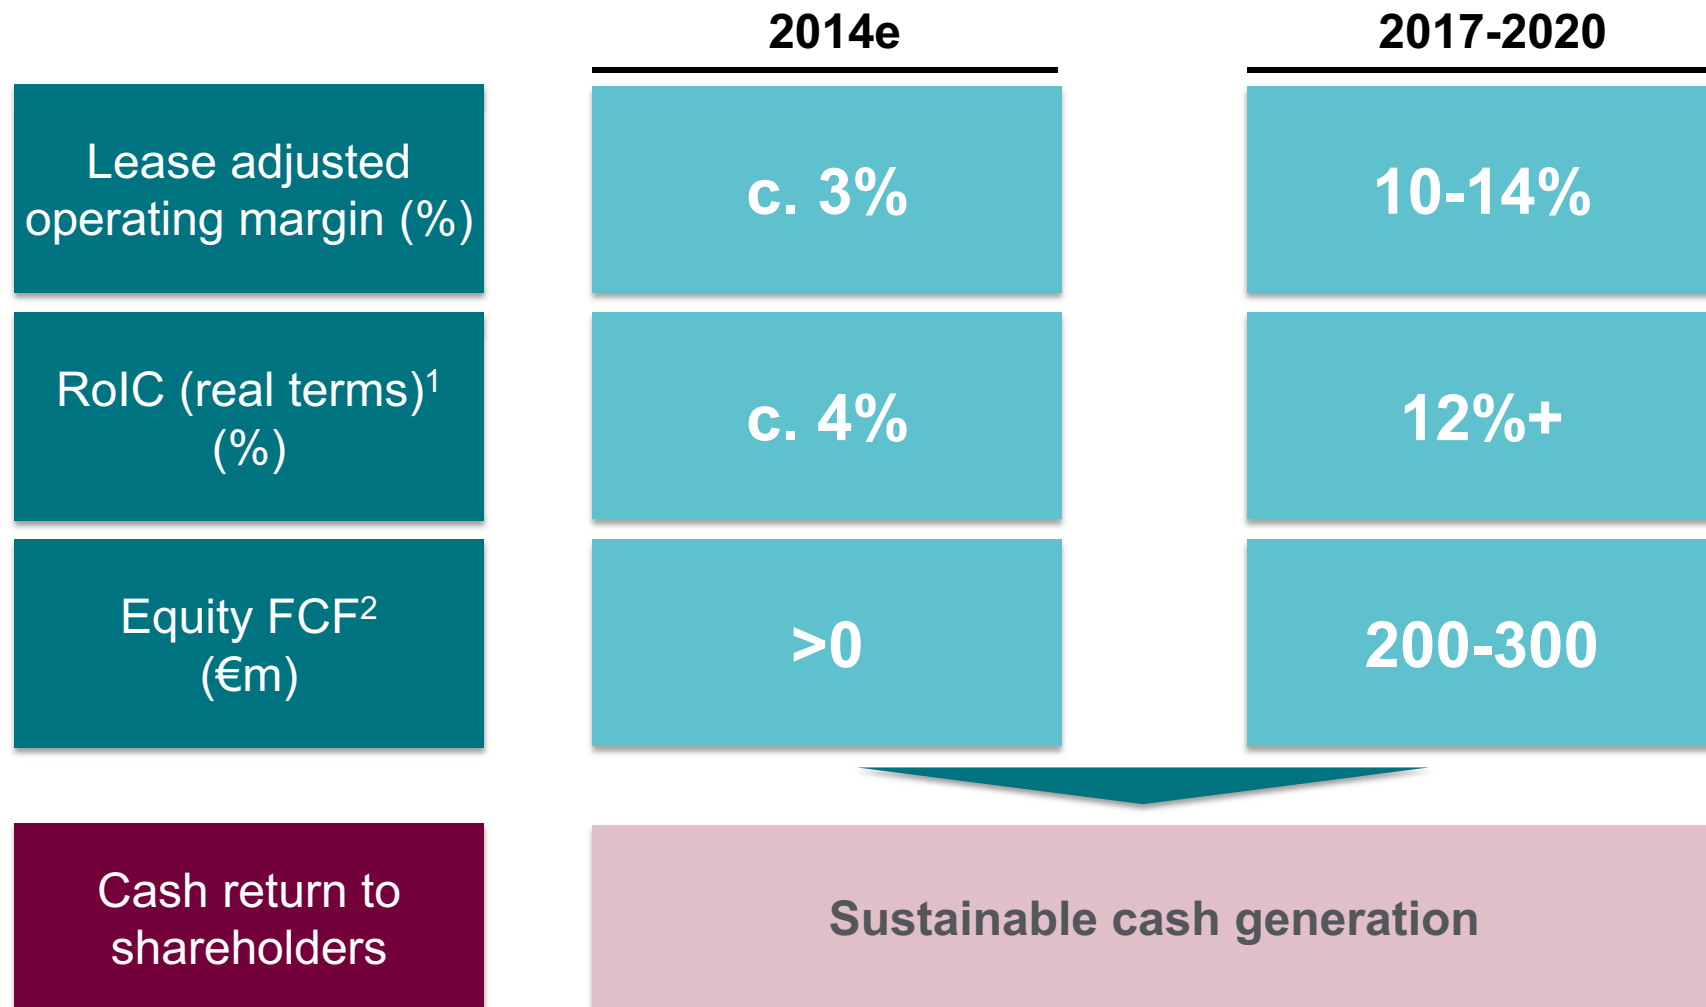 2014e
2017-2020
Lease adjusted
operating margin (%)
c. 3%
10-14%
RoIC (real terms)¹
(%)
c. 4%
12%+
Equity FCF²
(€m)
>0
200-300
Cash return to
shareholders
Sustainable cash generation